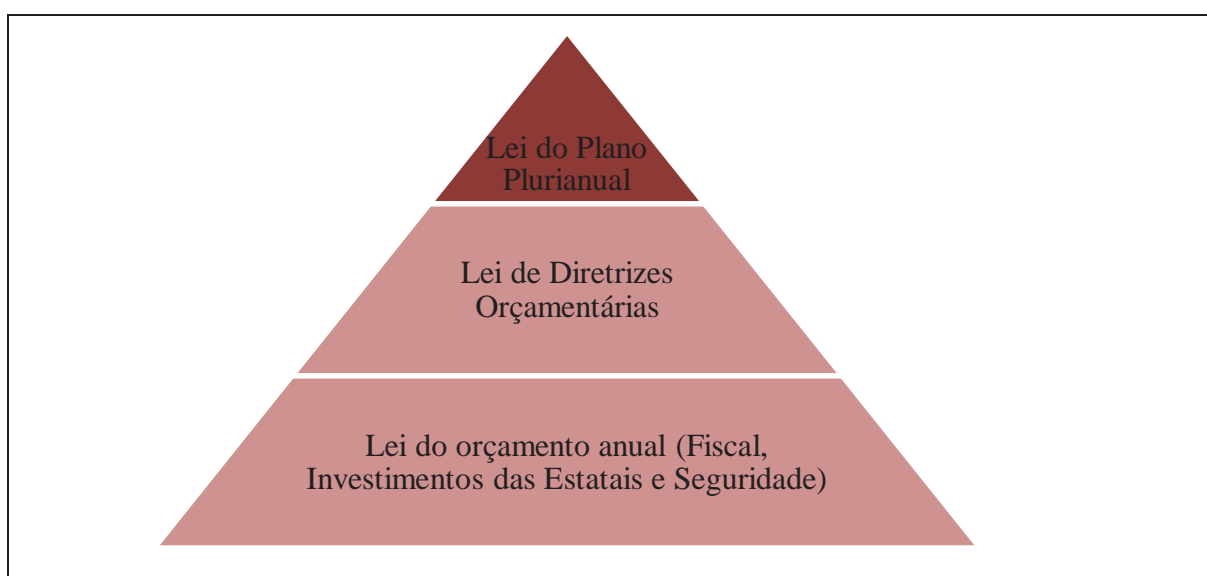 Lei do Plano
Plurianual
Lei de Diretrizes
Orçamentárias
Lei do orçamento anual (Fiscal,
Investimentos das Estatais e Seguridade)